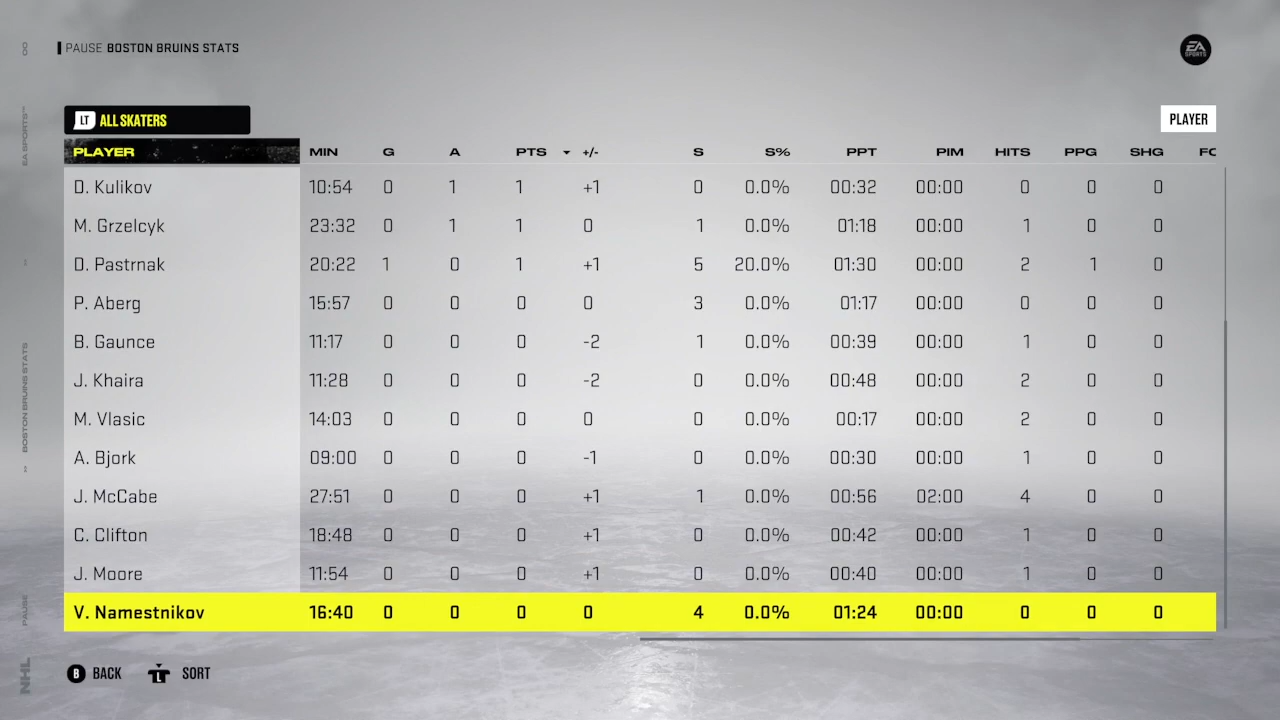 PAUSE BOSTON BRUINS STATS
EA SPORTS
LT ALL SKATERS
PLAYER
PLAYER MIN G A PTS +/- S S% PPT PIM HITS PPG SHG FO
D. Kulikov 10:54 0 1 1 +1 0 0.0% 00:32 00:00 0 0 0
M. Grzelcyk 23:32 0 1 1 0 1 0.0% 01:18 00:00 1 0 0
D. Pastrnak 20:22 1 0 1 +1 5 20.0% 01:30 00:00 2 1 0
P. Aberg 15:57 0 0 0 0 3 0.0% 01:17 00:00 0 0 0
B. Gaunce 11:17 0 0 0 -2 1 0.0% 00:39 00:00 1 0 0
J. Khaira 11:28 0 0 0 -2 0 0.0% 00:48 00:00 2 0 0
M. Vlasic 14:03 0 0 0 0 0 0.0% 00:17 00:00 2 0 0
A. Bjork 09:00 0 0 0 -1 0 0.0% 00:30 00:00 1 0 0
J. McCabe 27:51 0 0 0 +1 1 0.0% 00:56 02:00 4 0 0
C. Clifton 18:48 0 0 0 +1 0 0.0% 00:42 00:00 1 0 0
J. Moore 11:54 0 0 0 +1 0 0.0% 00:40 00:00 1 0 0
V. Namestnikov 16:40 0 0 0 0 4 0.0% 01:24 00:00 0 0 0
B BACK L SORT
NHL PAUSE >> BOSTON BRUINS STATS EA SPORTS™